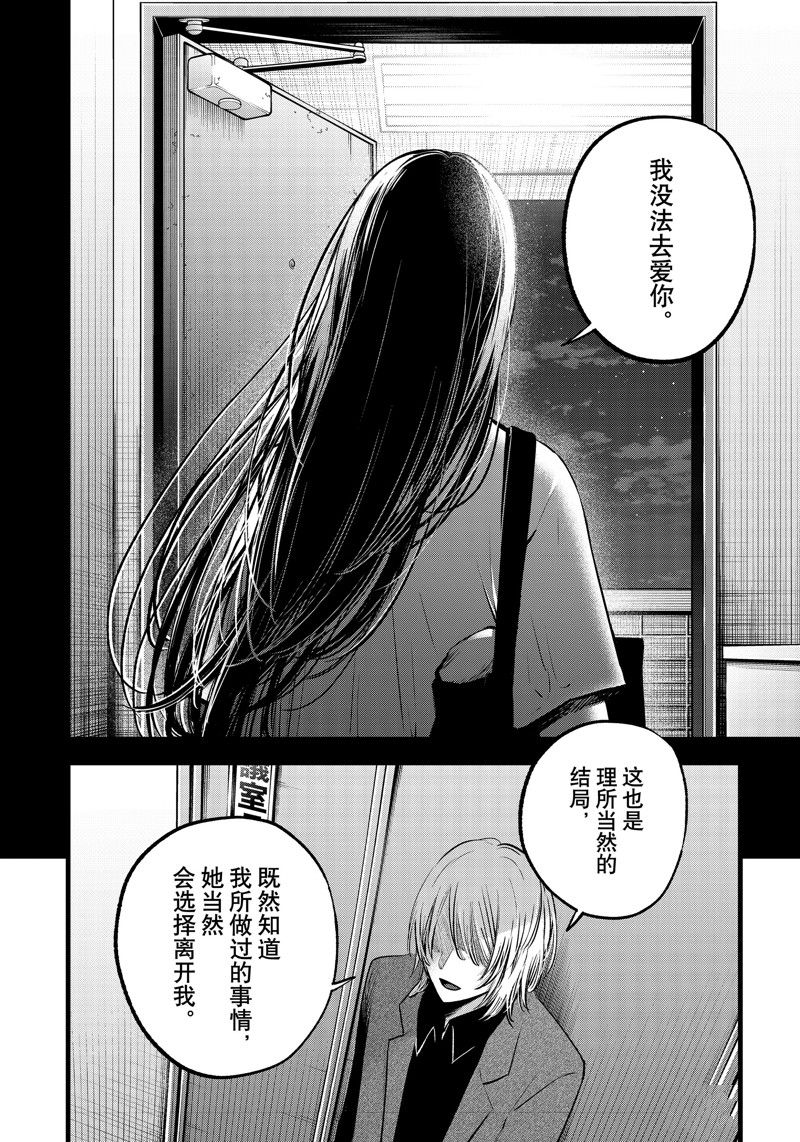 我没法去爱你。
这也是
理所当然的
结局，
既然知道
我所做过的事情，
她当然
会选择离开我。
議室